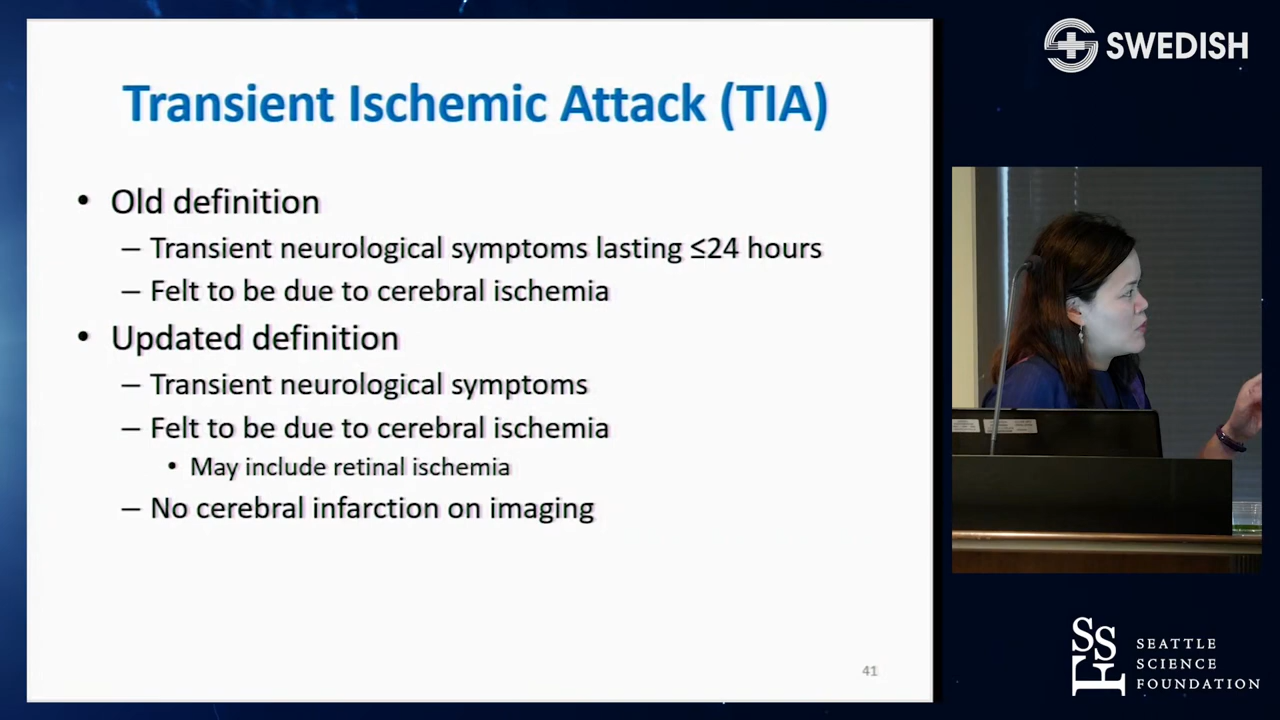 SWEDISH
Transient Ischemic Attack (TIA)
• Old definition
– Transient neurological symptoms lasting ≤24 hours
– Felt to be due to cerebral ischemia
• Updated definition
– Transient neurological symptoms
– Felt to be due to cerebral ischemia
• May include retinal ischemia
– No cerebral infarction on imaging
41
SSF
SEATTLE
SCIENCE
FOUNDATION